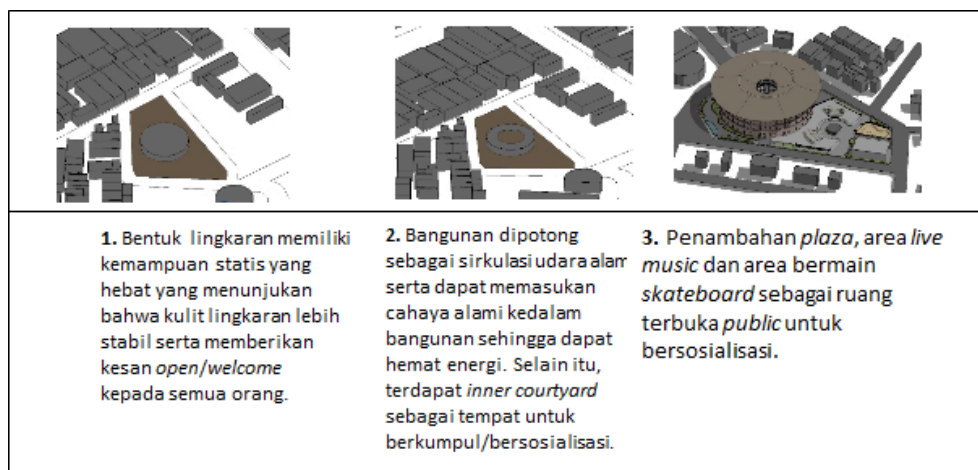 1. Bentuk lingkaran memiliki
kemampuan statis yang
hebat yang menunjukan
bahwa kulit lingkaran lebih
stabil serta memberikan
kesan open/welcome
kepada semua orang.
2. Bangunan dipotong
sebagai sirkulasi udara alam
serta dapat memasukan
cahaya alami kedalam
bangunan sehingga dapat
hemat energi. Selain itu,
terdapat inner courtyard
sebagai tempat untuk
berkumpul/bersosialisasi.
3. Penambahan plaza, area live
music dan area bermain
skateboard sebagai ruang
terbuka public untuk
bersosialisasi.